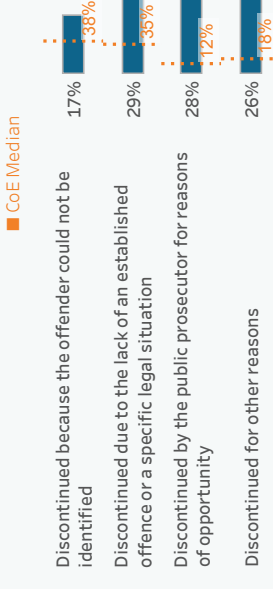 CoE Median
Discontinued because the offender could not be
identified
17%
38%
Discontinued due to the lack of an established
offence or a specific legal situation
29%
35%
Discontinued by the public prosecutor for reasons
of opportunity
28%
12%
Discontinued for other reasons
26%
18%